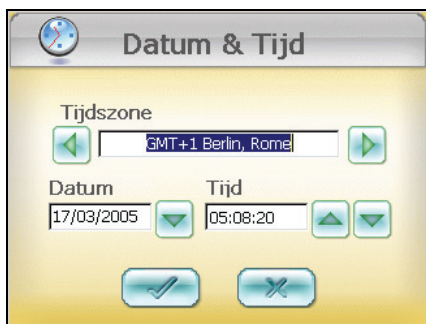 Datum & Tijd
Tijdszone
GMT+1 Berlin, Rome
Datum Tijd
17/03/2005 05:08:20